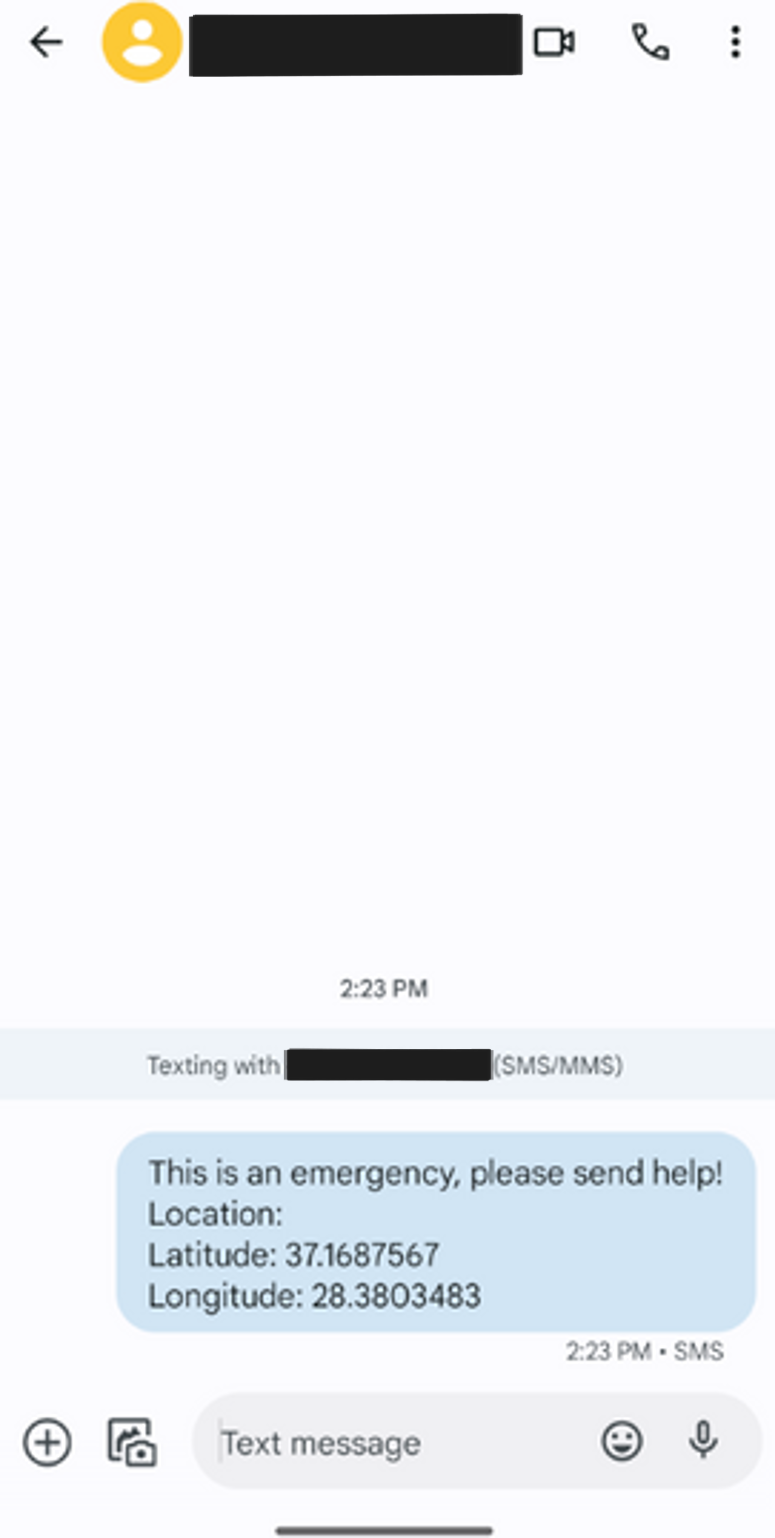 2:23 PM
Texting with (SMS/MMS)
This is an emergency, please send help!
Location:
Latitude: 37.1687567
Longitude: 28.3803483
2:23 PM • SMS
Text message